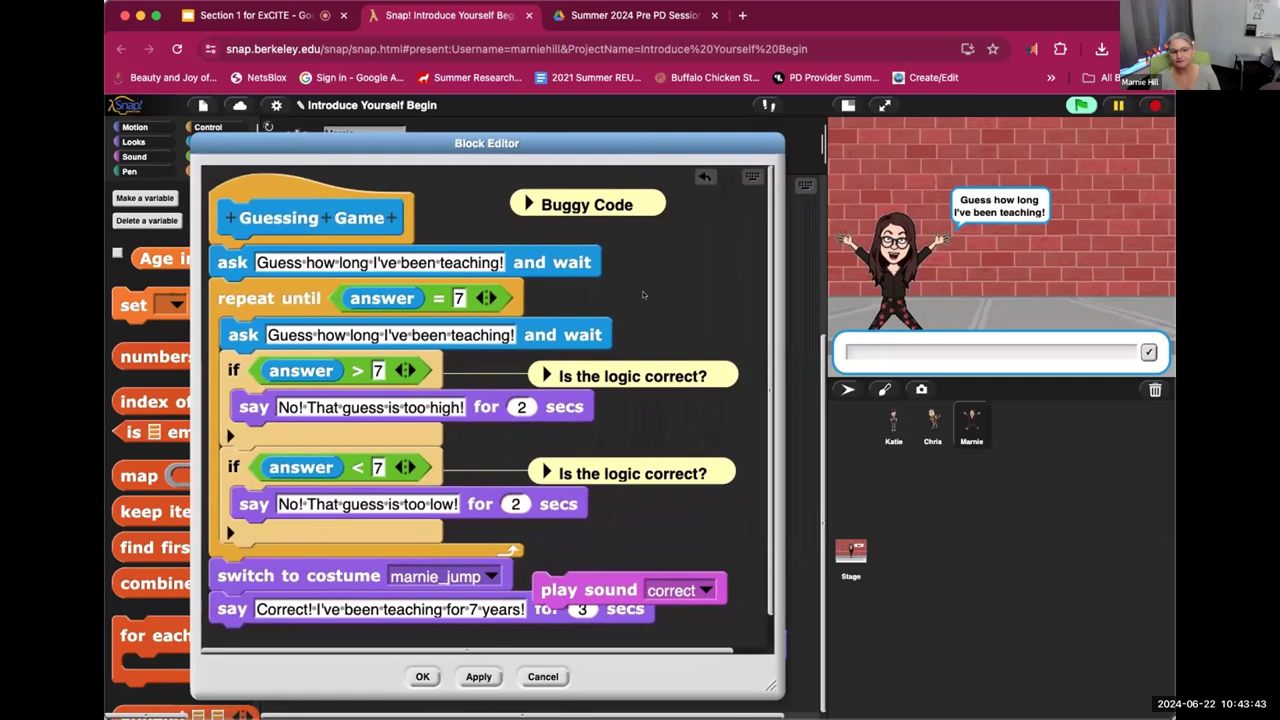 Section 1 for ExCITE - Go
Snap! Introduce Yourself Beg
Summer 2024 Pre PD Sessio
snap.berkeley.edu/snap/snap.html#present:Username=marniehill&ProjectName=Introduce%20Yourself%20Begin
Beauty and Joy of...
NetsBlox
Sign in - Google A...
Summer Research...
2021 Summer REU...
Buffalo Chicken St...
PD Provider Summ...
Create/Edit
»
All B
Marnie Hill
Snap!
Introduce Yourself Begin
Motion
Control
Looks
Sound
Pen
Make a variable
Delete a variable
Age in
set
numbers
index of
is em
map
keep ite
find firs
combine
for each
Block Editor
+ Guessing + Game +
Buggy Code
ask Guess how long I've been teaching! and wait
repeat until answer = 7
ask Guess how long I've been teaching! and wait
if answer > 7
Is the logic correct?
say No! That guess is too high! for 2 secs
if answer < 7
Is the logic correct?
say No! That guess is too low! for 2 secs
switch to costume marnie_jump
play sound correct
say Correct! I've been teaching for 7 years! for 3 secs
OK
Apply
Cancel
Guess how long
I've been teaching!
Katie
Chris
Marnie
Stage
2024-06-22 10:43:43